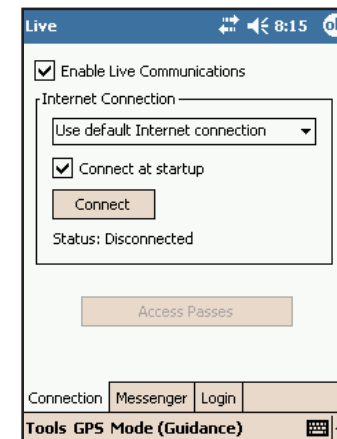 Live 8:15 ok
Enable Live Communications
Internet Connection
Use default Internet connection
Connect at startup
Connect
Status: Disconnected
Access Passes
Connection Messenger Login
Tools GPS Mode (Guidance)